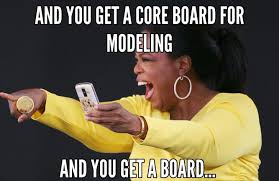 AND YOU GET A CORE BOARD FOR
MODELING
AND YOU GET A BOARD...